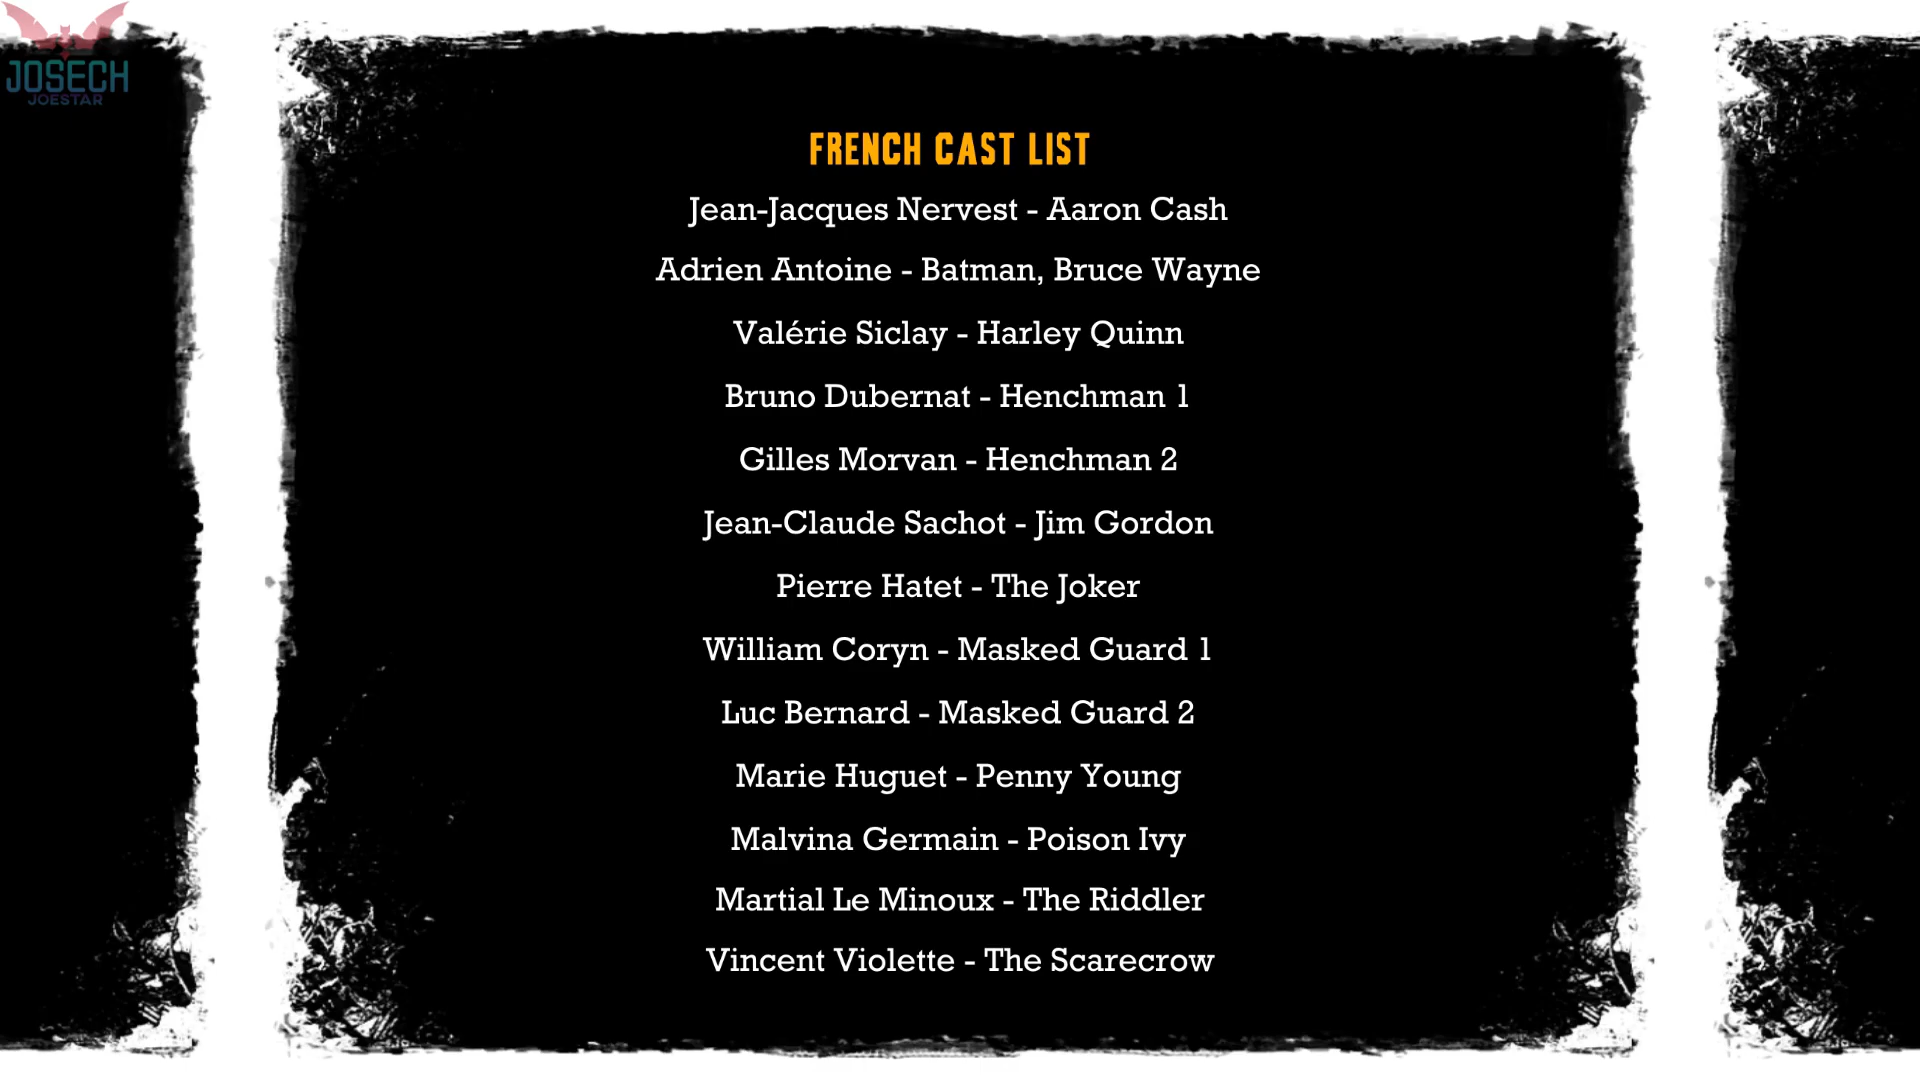 JOSECH
JOESTAR
FRENCH CAST LIST
Jean-Jacques Nervest - Aaron Cash
Adrien Antoine - Batman, Bruce Wayne
Valérie Siclay - Harley Quinn
Bruno Dubernat - Henchman 1
Gilles Morvan - Henchman 2
Jean-Claude Sachot - Jim Gordon
Pierre Hatet - The Joker
William Coryn - Masked Guard 1
Luc Bernard - Masked Guard 2
Marie Huguet - Penny Young
Malvina Germain - Poison Ivy
Martial Le Minoux - The Riddler
Vincent Violette - The Scarecrow